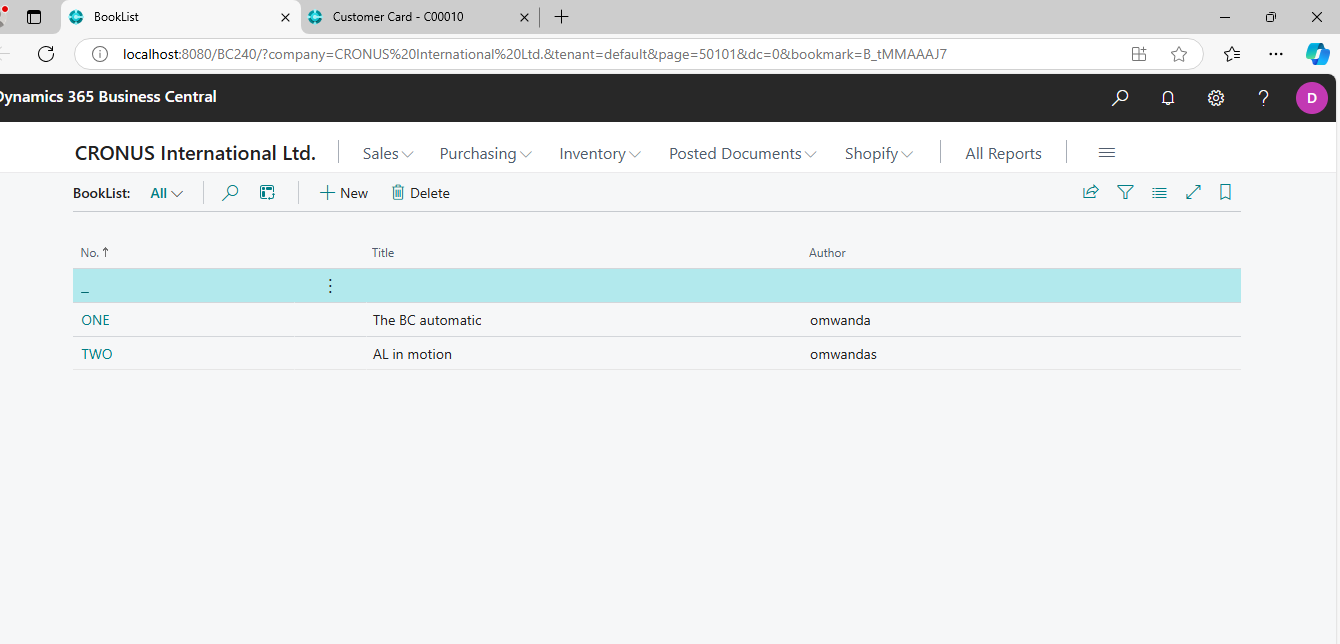 BookList
Customer Card - C00010
localhost:8080/BC240/?company=CRONUS%20International%20Ltd.&tenant=default&page=50101&dc=0&bookmark=B_tMMAAAJ7
Dynamics 365 Business Central
D
CRONUS International Ltd. Sales Purchasing Inventory Posted Documents Shopify All Reports
BookList: All New Delete
No. ↑ Title Author
_
ONE The BC automatic omwanda
TWO AL in motion omwandas